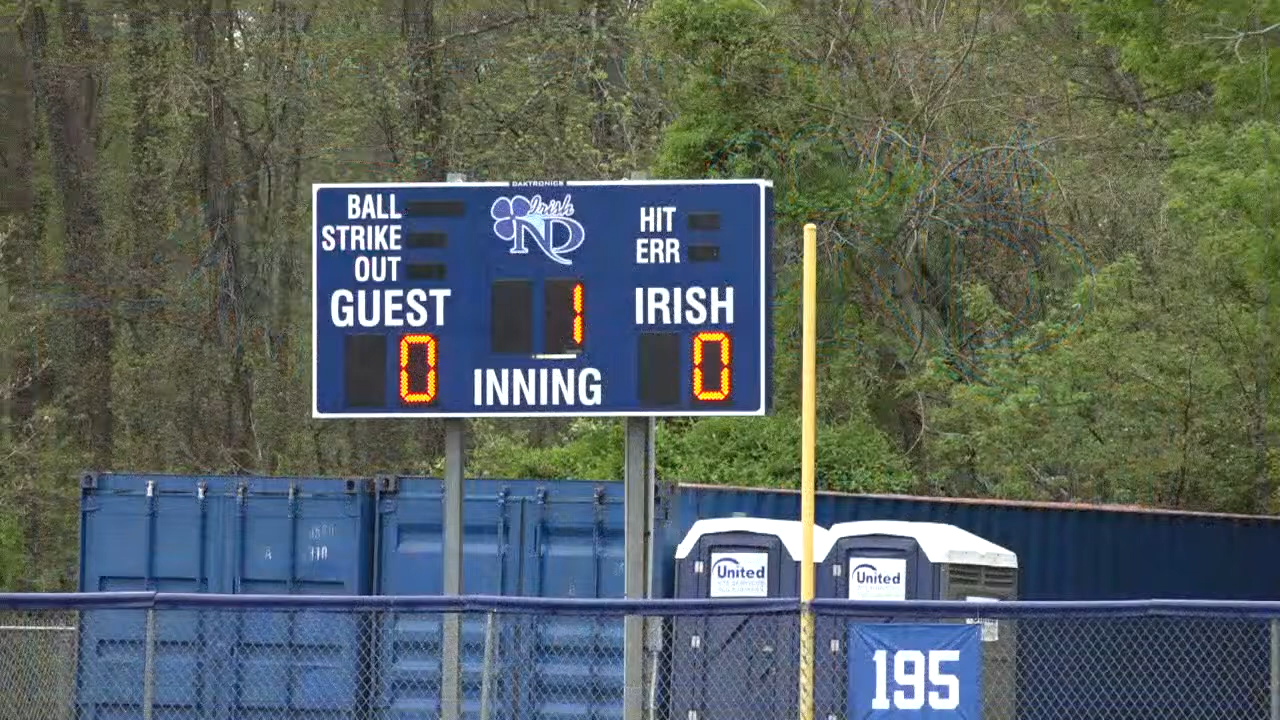 DAKTRONICS
BALL
STRIKE
OUT
Irish
ND
HIT
ERR
GUEST
1
IRISH
0
INNING
0
United
United
195